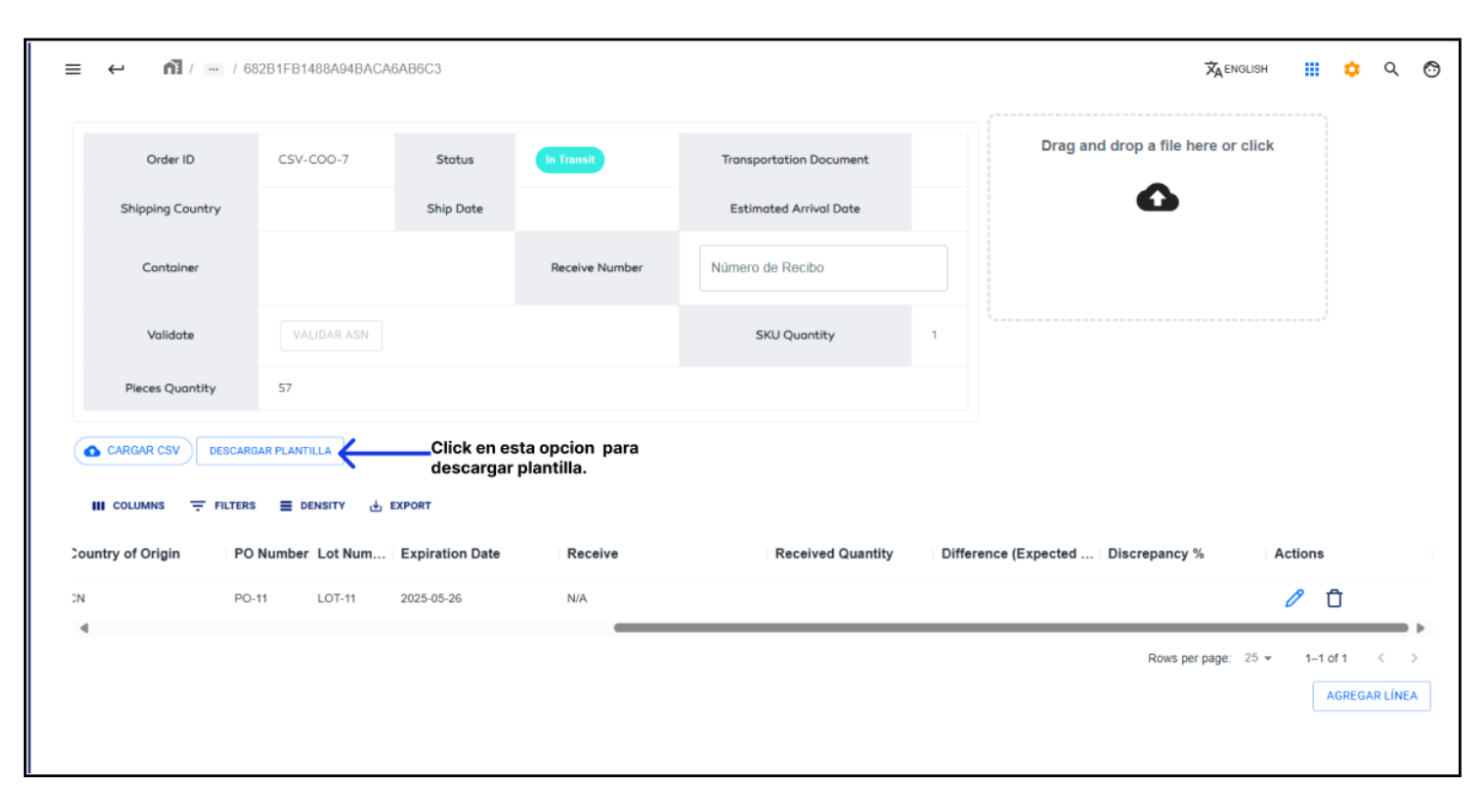 / ... / 682B1FB1488A94BACA6AB6C3 ENGLISH
Order ID CSV-COO-7 Status In Transit Transportation Document
Drag and drop a file here or click
Shipping Country Ship Date Estimated Arrival Date
Container Receive Number Número de Recibo
Validate VALIDAR ASN SKU Quantity 1
Pieces Quantity 57
CARGAR CSV DESCARGAR PLANTILLA
Click en esta opcion para
descargar plantilla.
COLUMNS FILTERS DENSITY EXPORT
Country of Origin PO Number Lot Num... Expiration Date Receive Received Quantity Difference (Expected ... Discrepancy % Actions
CN PO-11 LOT-11 2025-05-26 N/A
Rows per page: 25 1–1 of 1
AGREGAR LÍNEA